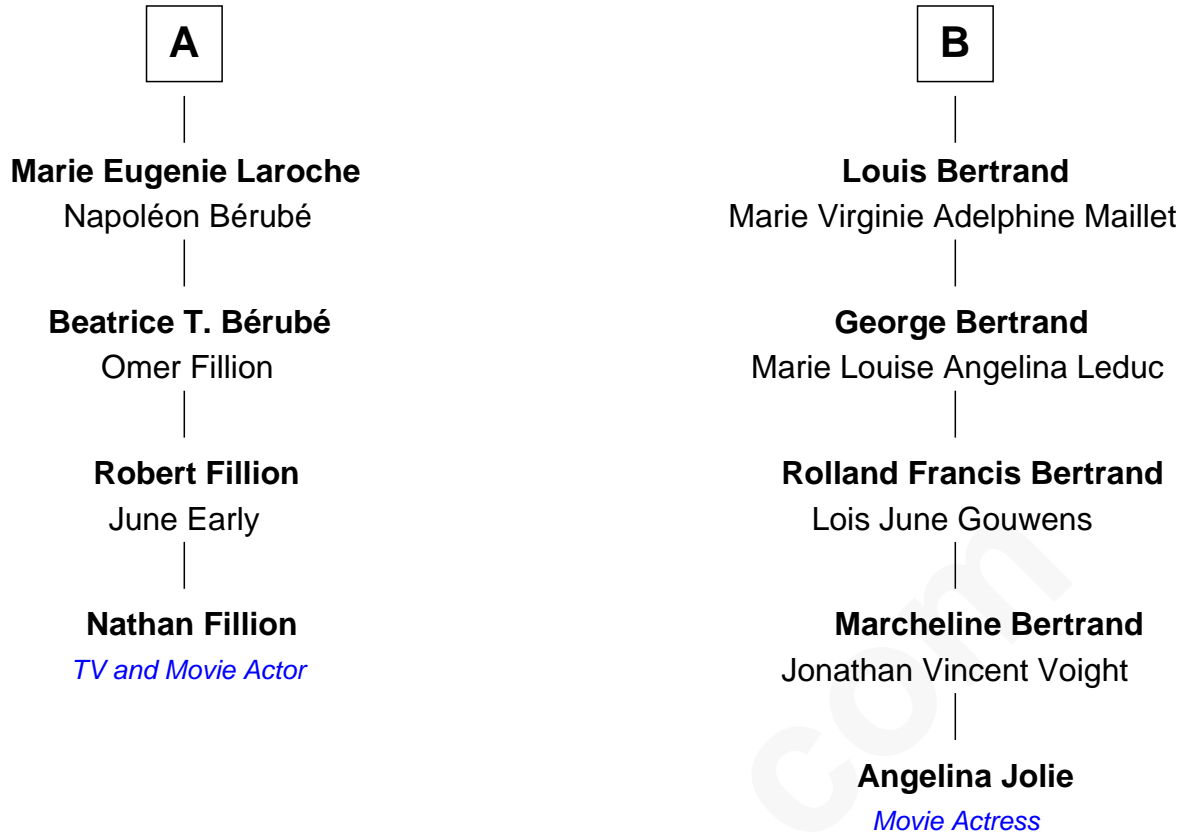 A
Marie Eugenie Laroche
Napoléon Bérubé
Beatrice T. Bérubé
Omer Fillion
Robert Fillion
June Early
Nathan Fillion
TV and Movie Actor
B
Louis Bertrand
Marie Virginie Adelphine Maillet
George Bertrand
Marie Louise Angelina Leduc
Rolland Francis Bertrand
Lois June Gouwens
Marcheline Bertrand
Jonathan Vincent Voight
Angelina Jolie
Movie Actress
com